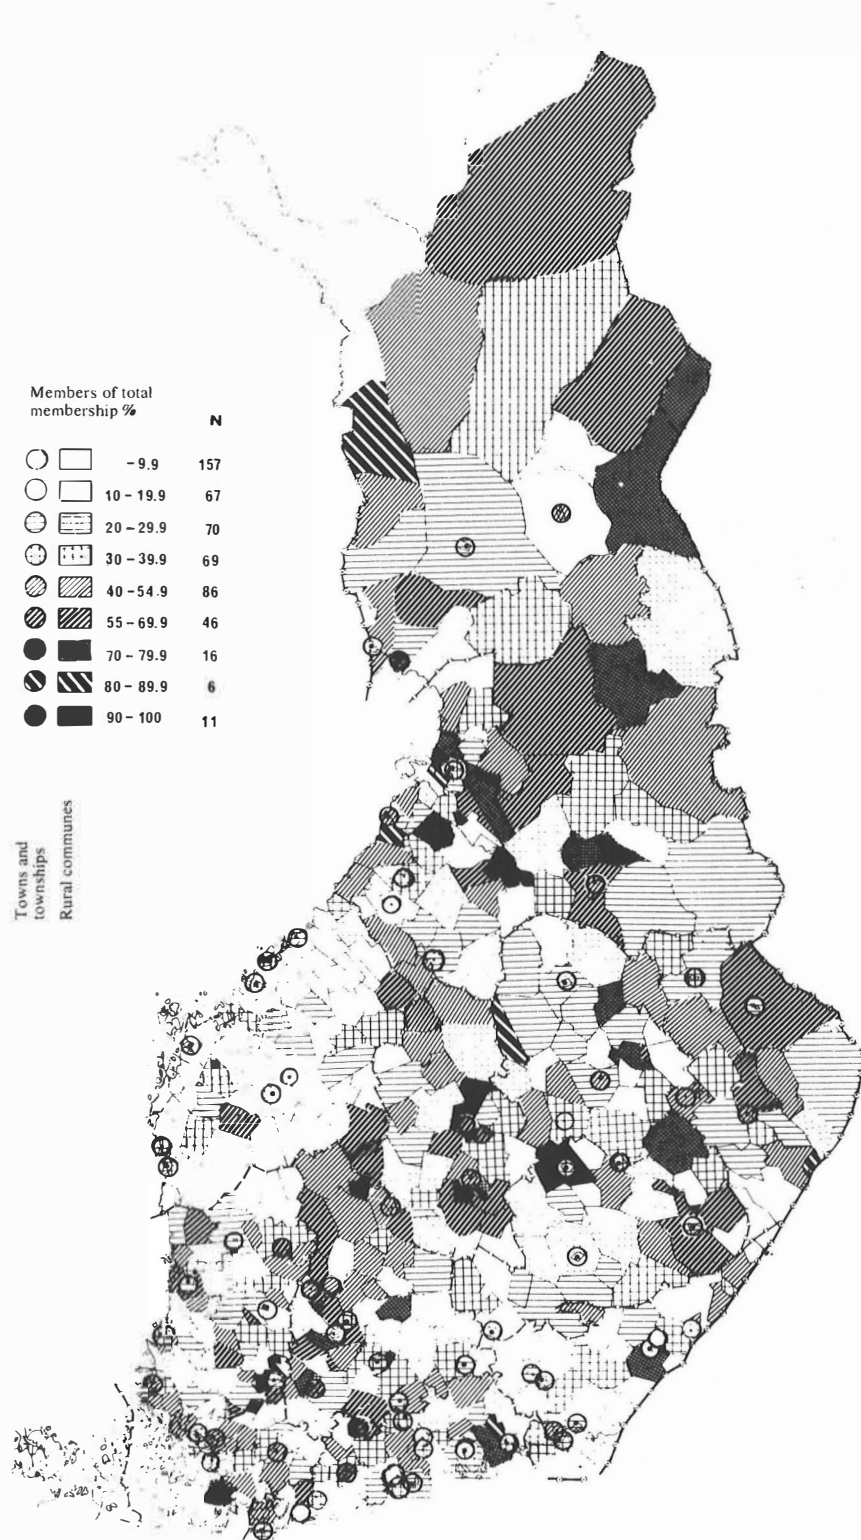 Members of total
membership %
N
-9.9 157
10-19.9 67
20-29.9 70
30-39.9 69
40-54.9 86
55-69.9 46
70-79.9 16
80-89.9 6
90-100 11
Towns and
townships
Rural communes